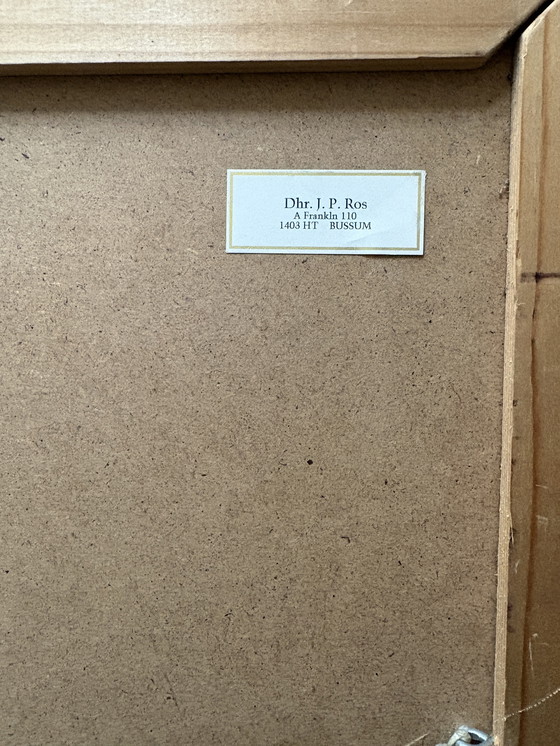 Dhr. J. P. Ros
A Frankln 110
1403 HT BUSSUM